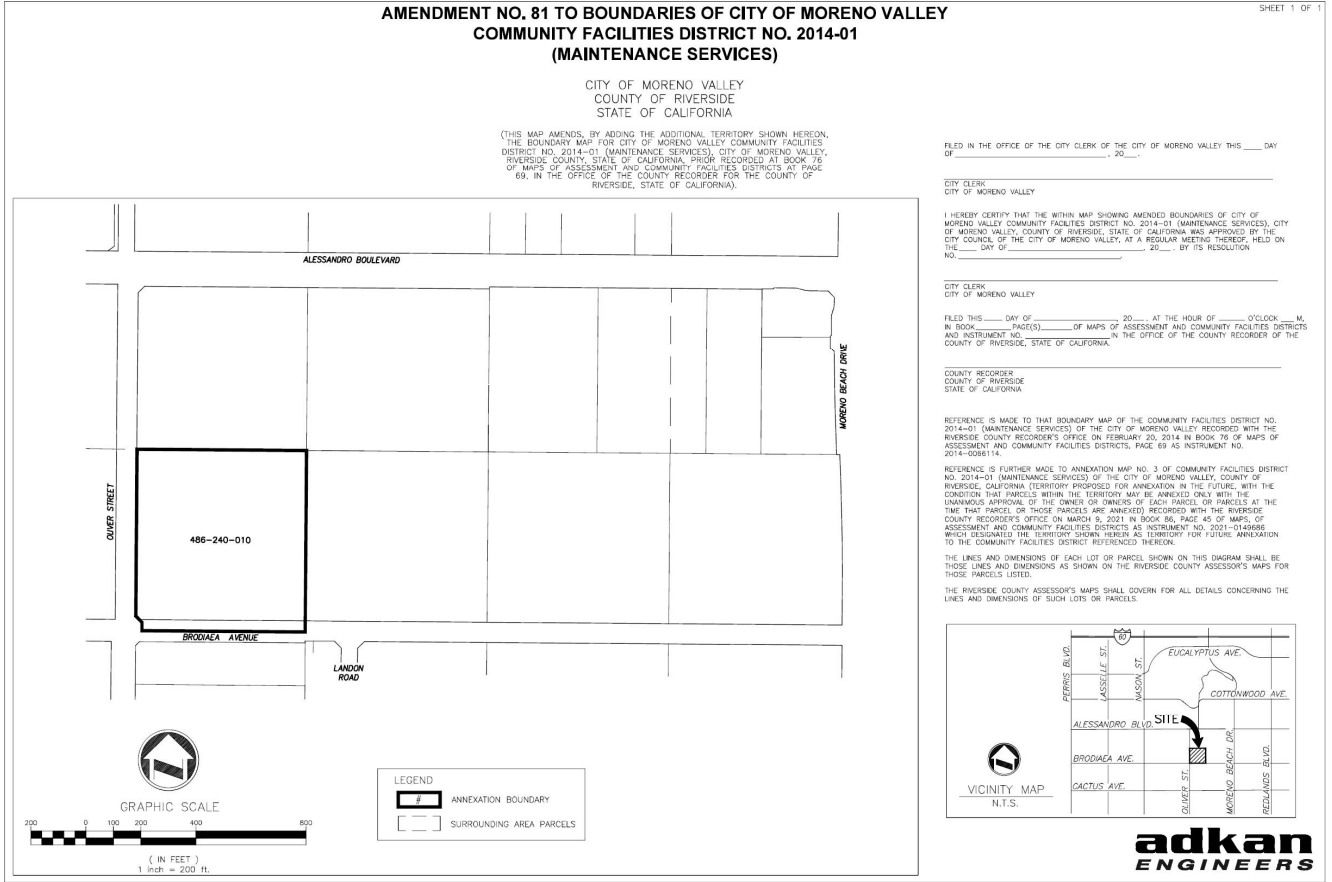 SHEET 1 OF 1
AMENDMENT NO. 81 TO BOUNDARIES OF CITY OF MORENO VALLEY
COMMUNITY FACILITIES DISTRICT NO. 2014-01
(MAINTENANCE SERVICES)
CITY OF MORENO VALLEY
COUNTY OF RIVERSIDE
STATE OF CALIFORNIA
(THIS MAP AMENDS, BY ADDING THE ADDITIONAL TERRITORY SHOWN HEREON,
THE BOUNDARY MAP FOR CITY OF MORENO VALLEY COMMUNITY FACILITIES
DISTRICT NO. 2014-01 (MAINTENANCE SERVICES), CITY OF MORENO VALLEY,
RIVERSIDE COUNTY, STATE OF CALIFORNIA, PRIOR RECORDED AT BOOK 76
OF MAPS OF ASSESSMENT AND COMMUNITY FACILITIES DISTRICTS AT PAGE
69, IN THE OFFICE OF THE COUNTY RECORDER FOR THE COUNTY OF
RIVERSIDE, STATE OF CALIFORNIA).
ALESSANDRO BOULEVARD
MORENO BEACH DRIVE
OLIVER STREET
486-240-010
BRODIAEA AVENUE
LANDON
ROAD
GRAPHIC SCALE
200 0 100 200 400 800
( IN FEET )
1 inch = 200 ft.
LEGEND
# ANNEXATION BOUNDARY
SURROUNDING AREA PARCELS
FILED IN THE OFFICE OF THE CITY CLERK OF THE CITY OF MORENO VALLEY THIS ____ DAY
OF ______________________________, 20___.
CITY CLERK
CITY OF MORENO VALLEY
I HEREBY CERTIFY THAT THE WITHIN MAP SHOWING AMENDED BOUNDARIES OF CITY OF
MORENO VALLEY COMMUNITY FACILITIES DISTRICT NO. 2014-01 (MAINTENANCE SERVICES), CITY
OF MORENO VALLEY, COUNTY OF RIVERSIDE, STATE OF CALIFORNIA WAS APPROVED BY THE
CITY COUNCIL OF THE CITY OF MORENO VALLEY, AT A REGULAR MEETING THEREOF, HELD ON
THE ____ DAY OF ______________________________, 20___. BY ITS RESOLUTION
NO. ______________________________.
CITY CLERK
CITY OF MORENO VALLEY
FILED THIS ____ DAY OF ________________, 20___. AT THE HOUR OF ______ O'CLOCK ___ M,
IN BOOK________PAGE(S)_______OF MAPS OF ASSESSMENT AND COMMUNITY FACILITIES DISTRICTS
AND INSTRUMENT NO. ________________ IN THE OFFICE OF THE COUNTY RECORDER OF THE
COUNTY OF RIVERSIDE, STATE OF CALIFORNIA.
COUNTY RECORDER
COUNTY OF RIVERSIDE
STATE OF CALIFORNIA
REFERENCE IS MADE TO THAT BOUNDARY MAP OF THE COMMUNITY FACILITIES DISTRICT NO.
2014-01 (MAINTENANCE SERVICES) OF THE CITY OF MORENO VALLEY RECORDED WITH THE
RIVERSIDE COUNTY RECORDER'S OFFICE ON FEBRUARY 20, 2014 IN BOOK 76 OF MAPS OF
ASSESSMENT AND COMMUNITY FACILITIES DISTRICTS, PAGE 69 AS INSTRUMENT NO.
2014-0066114.
REFERENCE IS FURTHER MADE TO ANNEXATION MAP NO. 3 OF COMMUNITY FACILITIES DISTRICT
NO. 2014-01 (MAINTENANCE SERVICES) OF THE CITY OF MORENO VALLEY, COUNTY OF
RIVERSIDE, CALIFORNIA (TERRITORY PROPOSED FOR ANNEXATION IN THE FUTURE, WITH THE
CONDITION THAT PARCELS WITHIN THE TERRITORY MAY BE ANNEXED ONLY WITH THE
UNANIMOUS APPROVAL OF THE OWNER OR OWNERS OF EACH PARCEL OR PARCELS AT THE
TIME THAT PARCEL OR THOSE PARCELS ARE ANNEXED) RECORDED WITH THE RIVERSIDE
COUNTY RECORDER'S OFFICE ON MARCH 9, 2021 IN BOOK 86, PAGE 45 OF MAPS, OF
ASSESSMENT AND COMMUNITY FACILITIES DISTRICTS AS INSTRUMENT NO. 2021-0149686
WHICH DESIGNATED THE TERRITORY SHOWN HEREIN AS TERRITORY FOR FUTURE ANNEXATION
TO THE COMMUNITY FACILITIES DISTRICT REFERENCED THEREON.
THE LINES AND DIMENSIONS OF EACH LOT OR PARCEL SHOWN ON THIS DIAGRAM SHALL BE
THOSE LINES AND DIMENSIONS AS SHOWN ON THE RIVERSIDE COUNTY ASSESSOR'S MAPS FOR
THOSE PARCELS LISTED.
THE RIVERSIDE COUNTY ASSESSOR'S MAPS SHALL GOVERN FOR ALL DETAILS CONCERNING THE
LINES AND DIMENSIONS OF SUCH LOTS OR PARCELS.
60
PERRIS BLVD.
LASSELLE ST.
NASON ST.
EUCALYPTUS AVE.
COTTONWOOD AVE.
ALESSANDRO BLVD.
SITE
BRODIAEA AVE.
CACTUS AVE.
OLIVER ST.
MORENO BEACH DR.
REDLANDS BLVD.
VICINITY MAP
N.T.S.
adkan
ENGINEERS